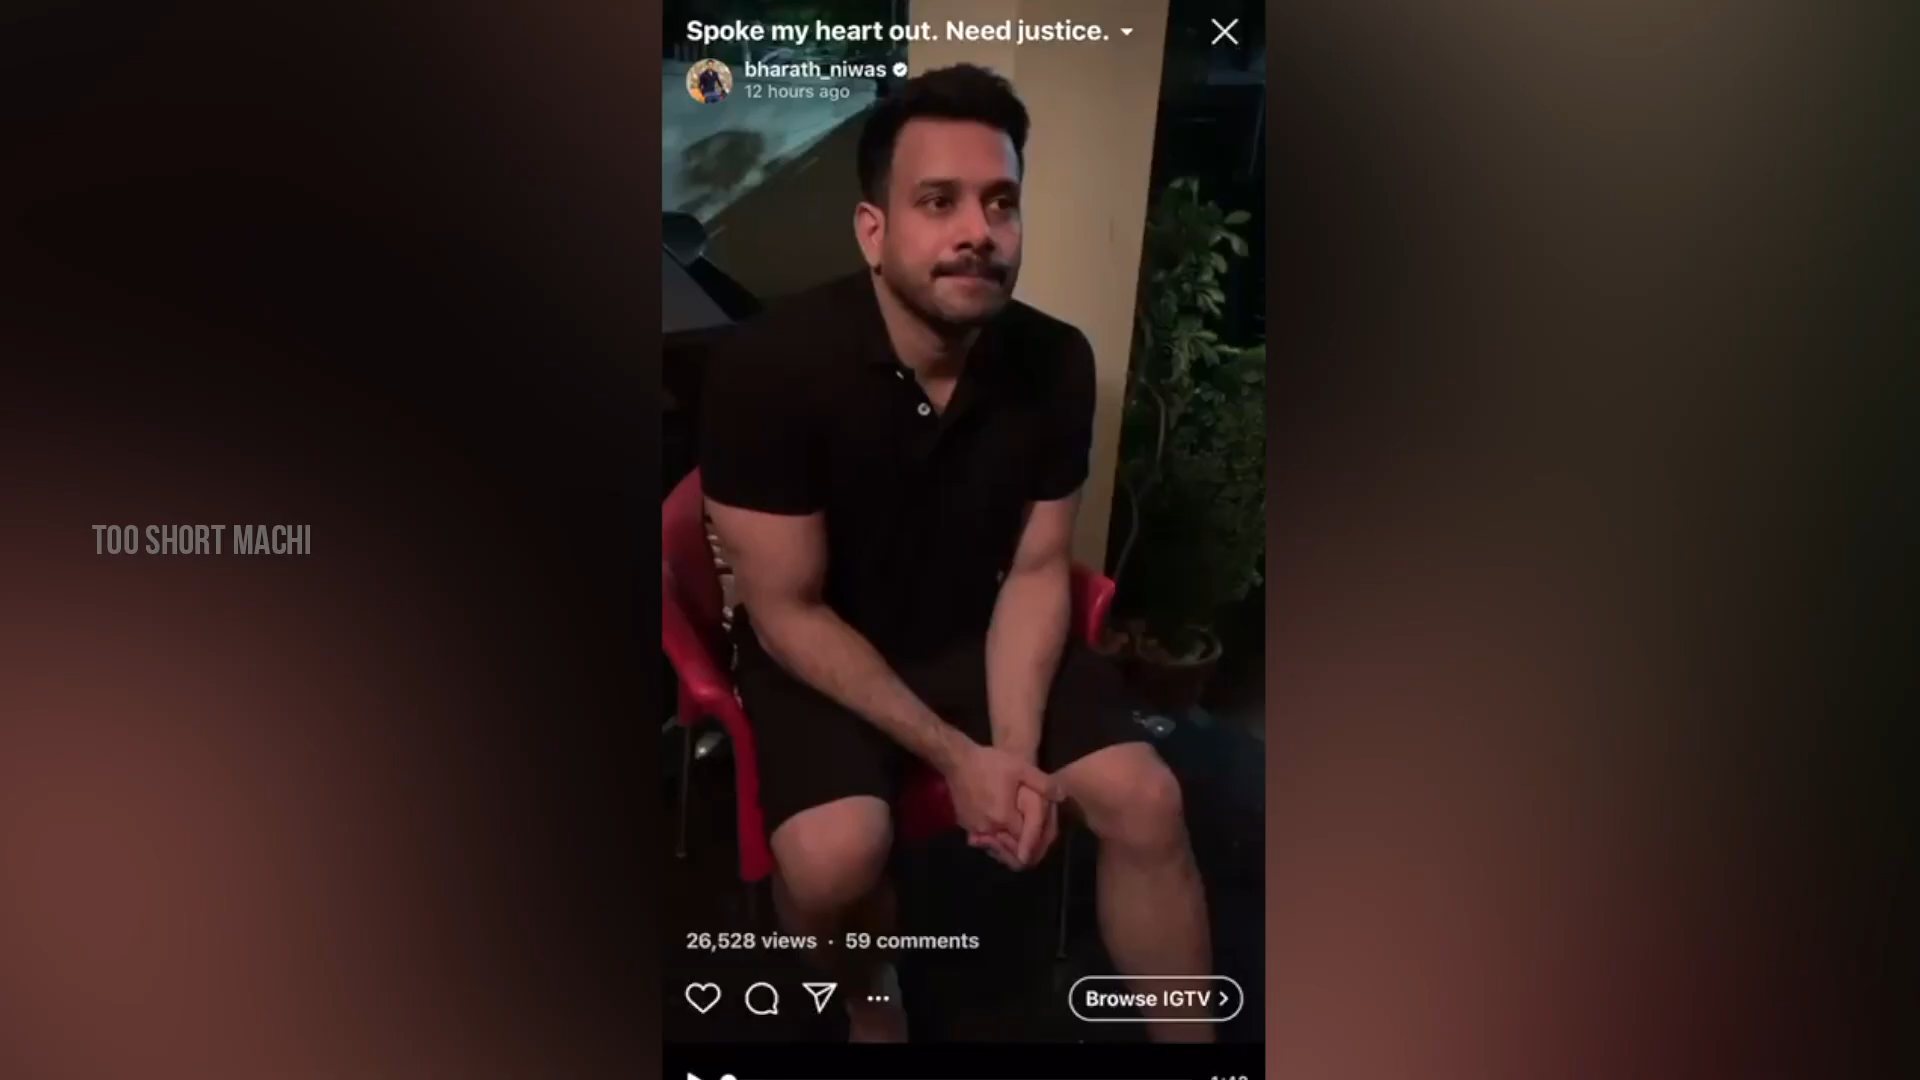 Spoke my heart out. Need justice.
bharath_niwas
12 hours ago
TOO SHORT MACHI
26,528 views · 59 comments
Browse IGTV